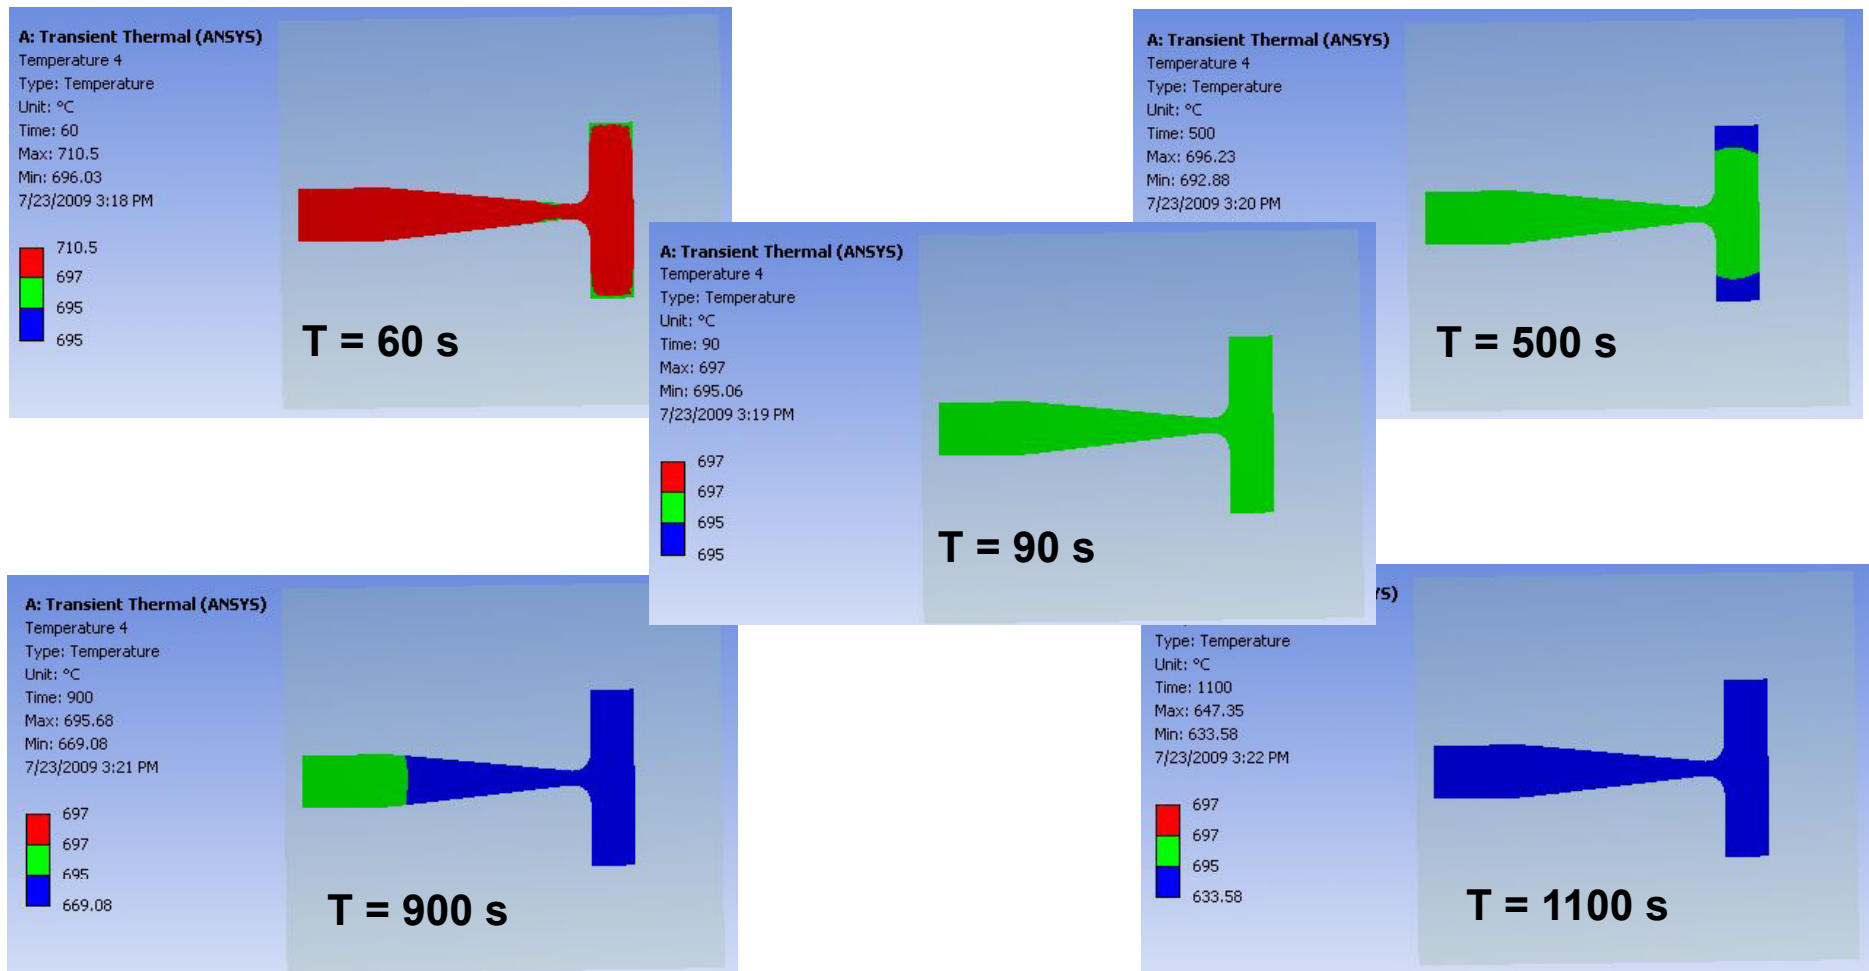 A: Transient Thermal (ANSYS)
Temperature 4
Type: Temperature
Unit: °C
Time: 60
Max: 710.5
Min: 696.03
7/23/2009 3:18 PM
710.5
697
695
695
T = 60 s
A: Transient Thermal (ANSYS)
Temperature 4
Type: Temperature
Unit: °C
Time: 500
Max: 696.23
Min: 692.88
7/23/2009 3:20 PM
T = 500 s
A: Transient Thermal (ANSYS)
Temperature 4
Type: Temperature
Unit: °C
Time: 90
Max: 697
Min: 695.06
7/23/2009 3:19 PM
697
697
695
695
T = 90 s
A: Transient Thermal (ANSYS)
Temperature 4
Type: Temperature
Unit: °C
Time: 900
Max: 695.68
Min: 669.08
7/23/2009 3:21 PM
697
697
695
669.08
T = 900 s
YS)
Type: Temperature
Unit: °C
Time: 1100
Max: 647.35
Min: 633.58
7/23/2009 3:22 PM
697
697
695
633.58
T = 1100 s